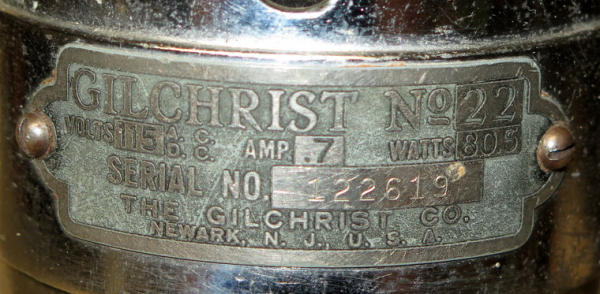 GILCHRIST No 22
VOLTS 115 A.C. D.C. AMP. .7 WATTS 80.5
SERIAL NO. 122619
THE GILCHRIST CO.
NEWARK, N. J., U. S. A.